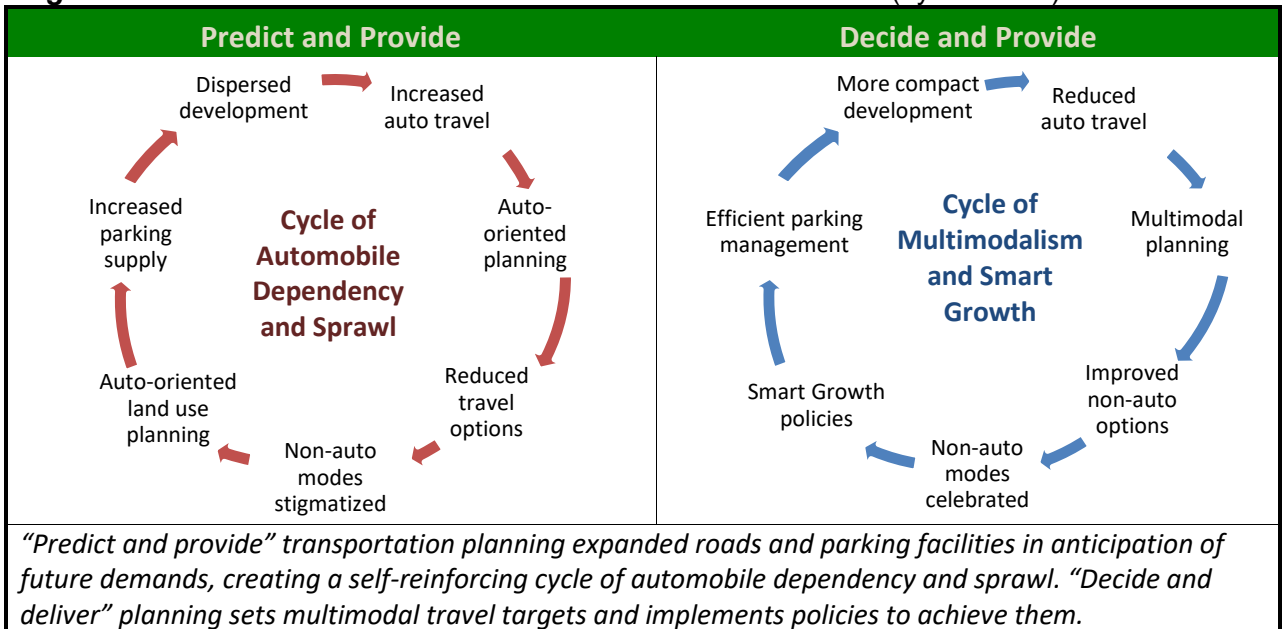 Predict and Provide
Dispersed
development
Increased
auto travel
Auto-
oriented
planning
Reduced
travel
options
Non-auto
modes
stigmatized
Auto-oriented
land use
planning
Increased
parking
supply
Cycle of
Automobile
Dependency
and Sprawl
Decide and Provide
More compact
development
Reduced
auto travel
Multimodal
planning
Improved
non-auto
options
Non-auto
modes
celebrated
Smart Growth
policies
Efficient parking
management
Cycle of
Multimodalism
and Smart
Growth
“Predict and provide” transportation planning expanded roads and parking facilities in anticipation of
future demands, creating a self-reinforcing cycle of automobile dependency and sprawl. “Decide and
deliver” planning sets multimodal travel targets and implements policies to achieve them.